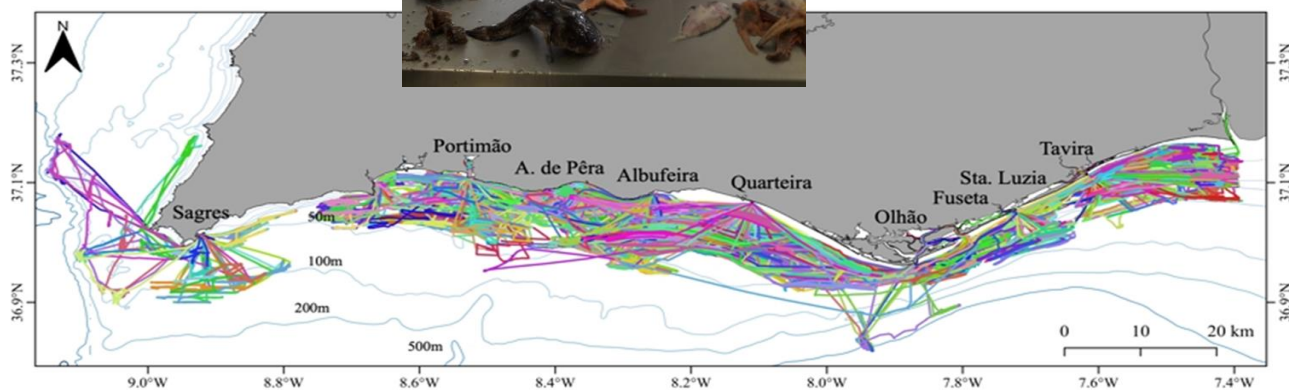 N
37.3°N
37.1°N
36.9°N
37.3°N
37.1°N
36.9°N
Portimão
A. de Pêra
Albufeira
Quarteira
Tavira
Sta. Luzia
Fuseta
Olhão
Sagres
50m
100m
200m
500m
0 10 20 km
9.0°W 8.8°W 8.6°W 8.4°W 8.2°W 8.0°W 7.8°W 7.6°W 7.4°W